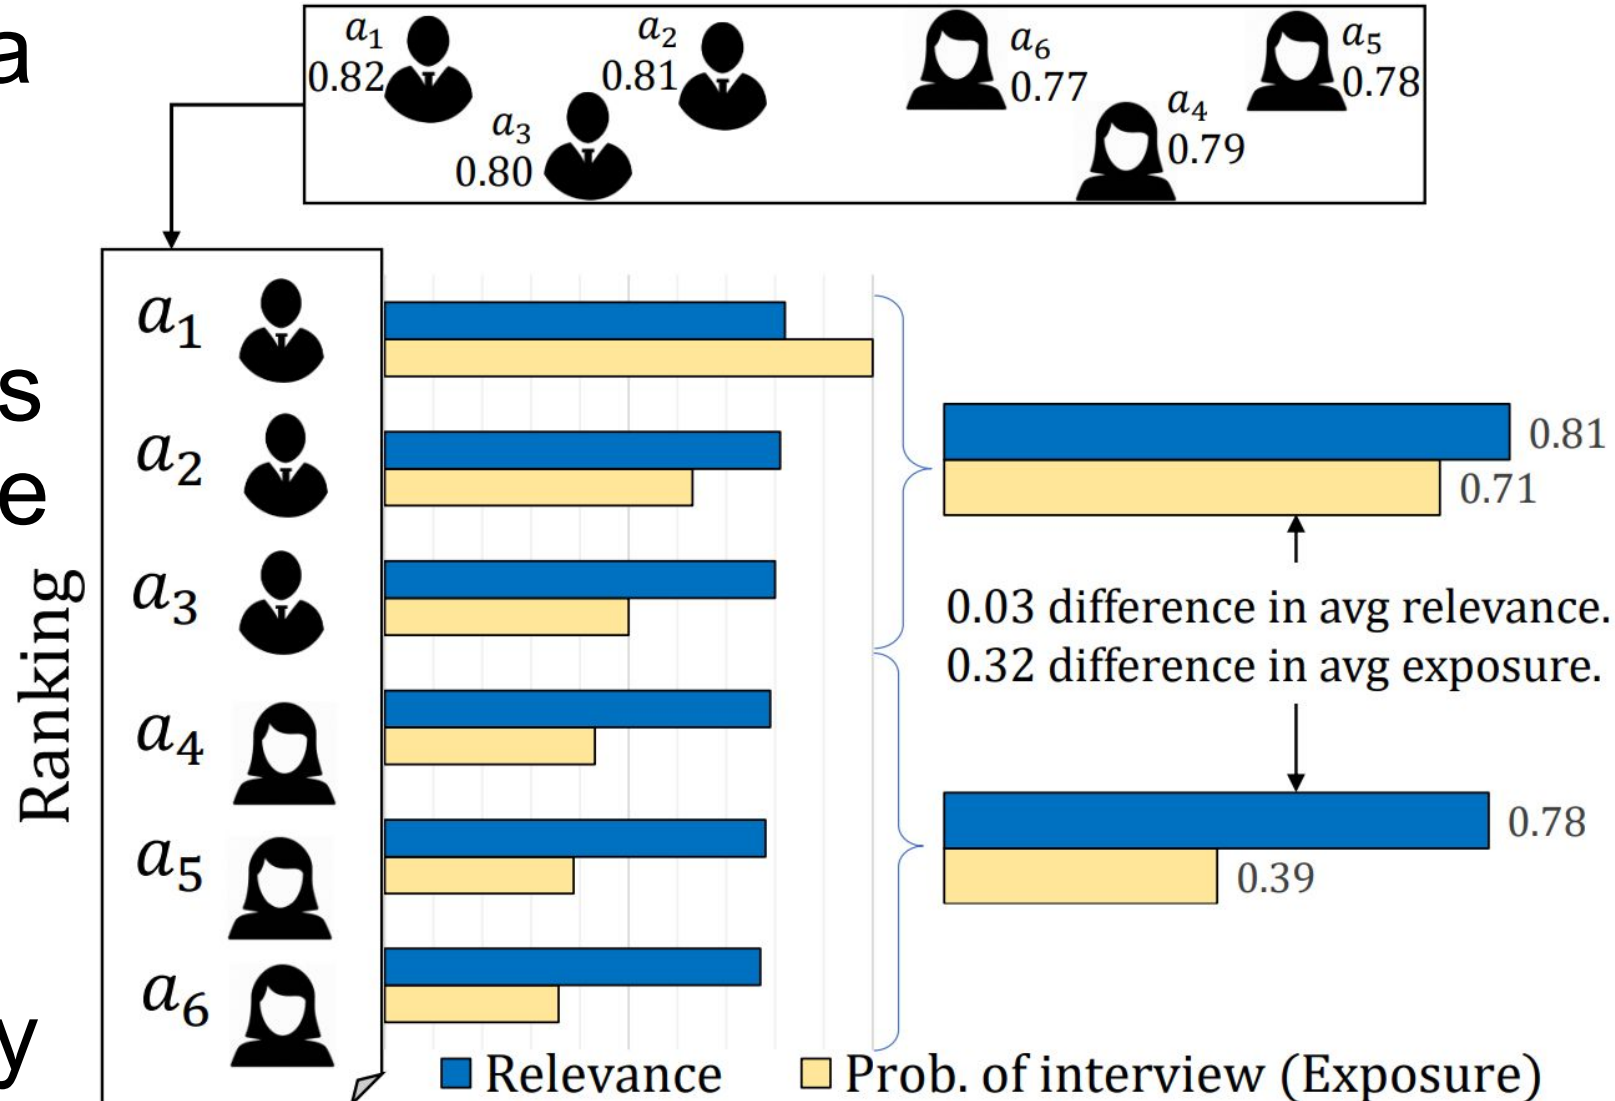 a
s
e
y
a₁
0.82
a₂
0.81
a₃
0.80
a₆
0.77
a₄
0.79
a₅
0.78
Ranking
a₁
a₂
a₃
a₄
a₅
a₆
0.81
0.71
0.03 difference in avg relevance.
0.32 difference in avg exposure.
0.78
0.39
Relevance
Prob. of interview (Exposure)